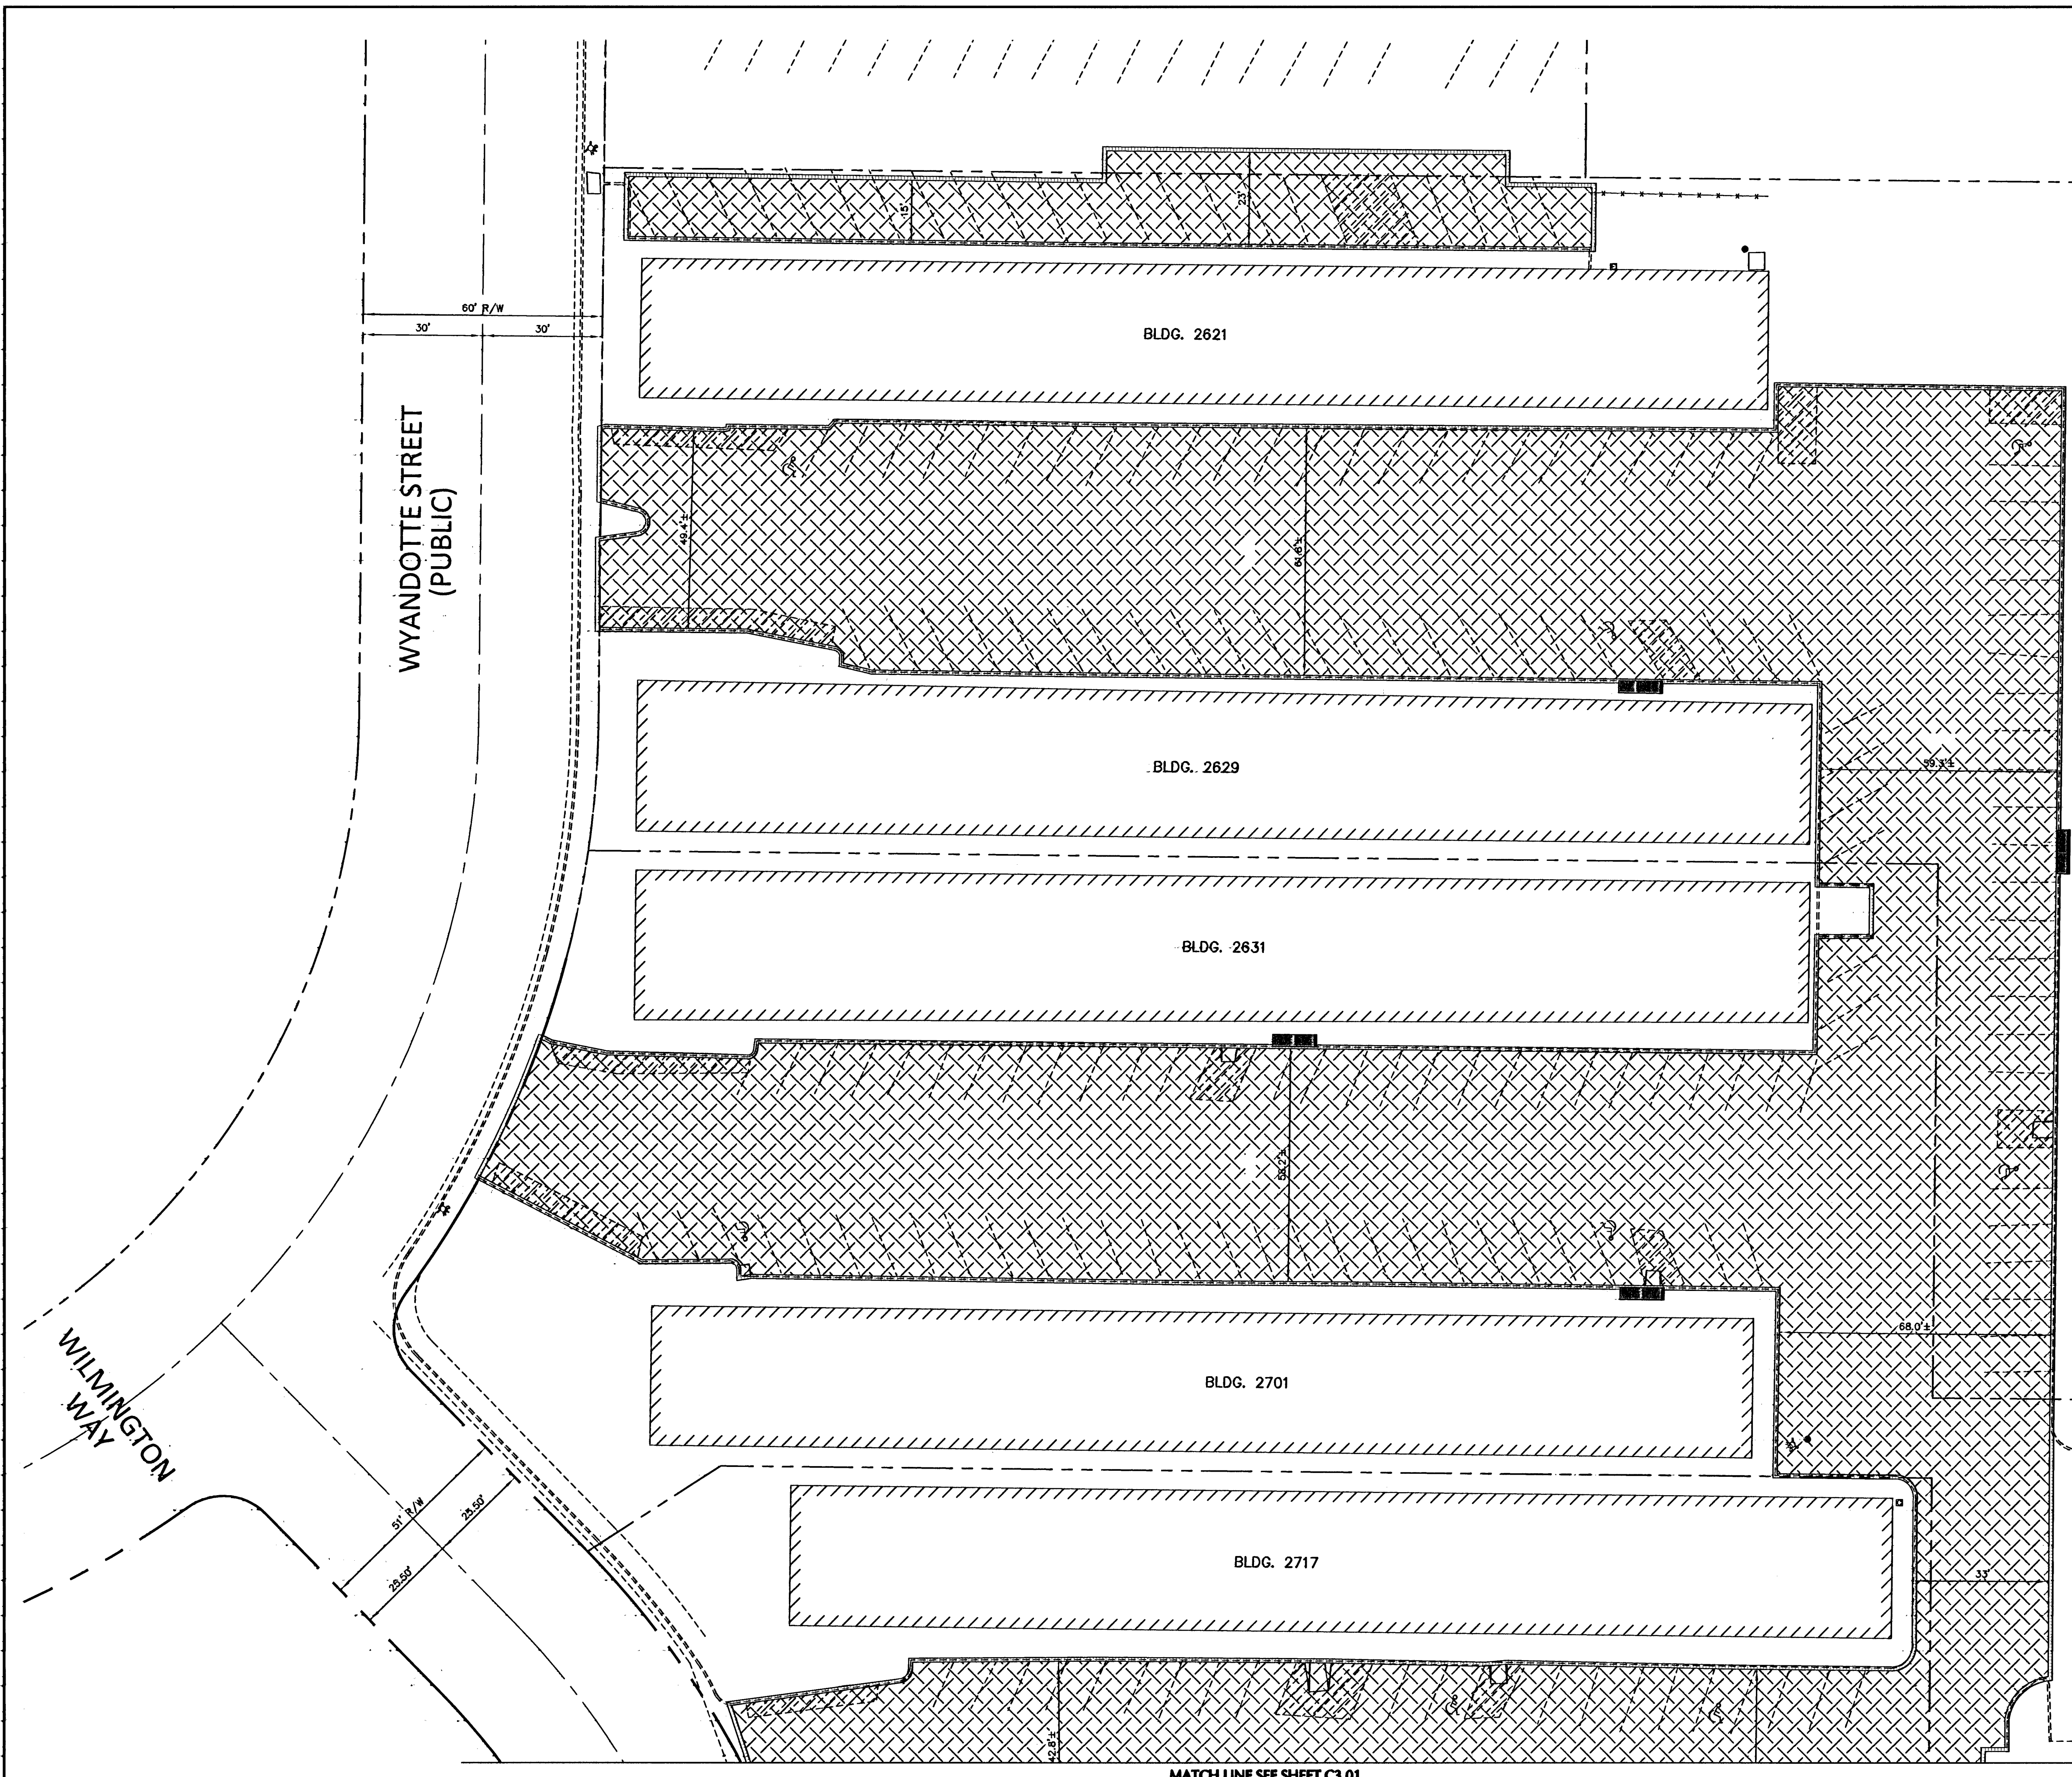 15'
23'
60' R/W
30'
30'
BLDG. 2621
WYANDOTTE STREET
(PUBLIC)
49.4'±
61.6'±
BLDG. 2629
59.3'±
BLDG. 2631
59.2'±
68.0'±
WILMINGTON
WAY
BLDG. 2701
51' R/W
25.50'
25.50'
BLDG. 2717
33'
42.8'±
MATCH LINE SEE SHEET C3.01